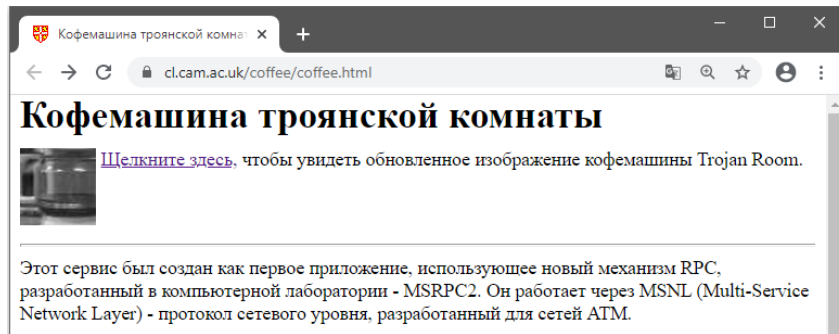 Кофемашина троянской комнат
cl.cam.ac.uk/coffee/coffee.html
Кофемашина троянской комнаты
Щелкните здесь, чтобы увидеть обновленное изображение кофемашины Trojan Room.
Этот сервис был создан как первое приложение, использующее новый механизм RPC,
разработанный в компьютерной лаборатории - MSRPC2. Он работает через MSNL (Multi-Service
Network Layer) - протокол сетевого уровня, разработанный для сетей ATM.